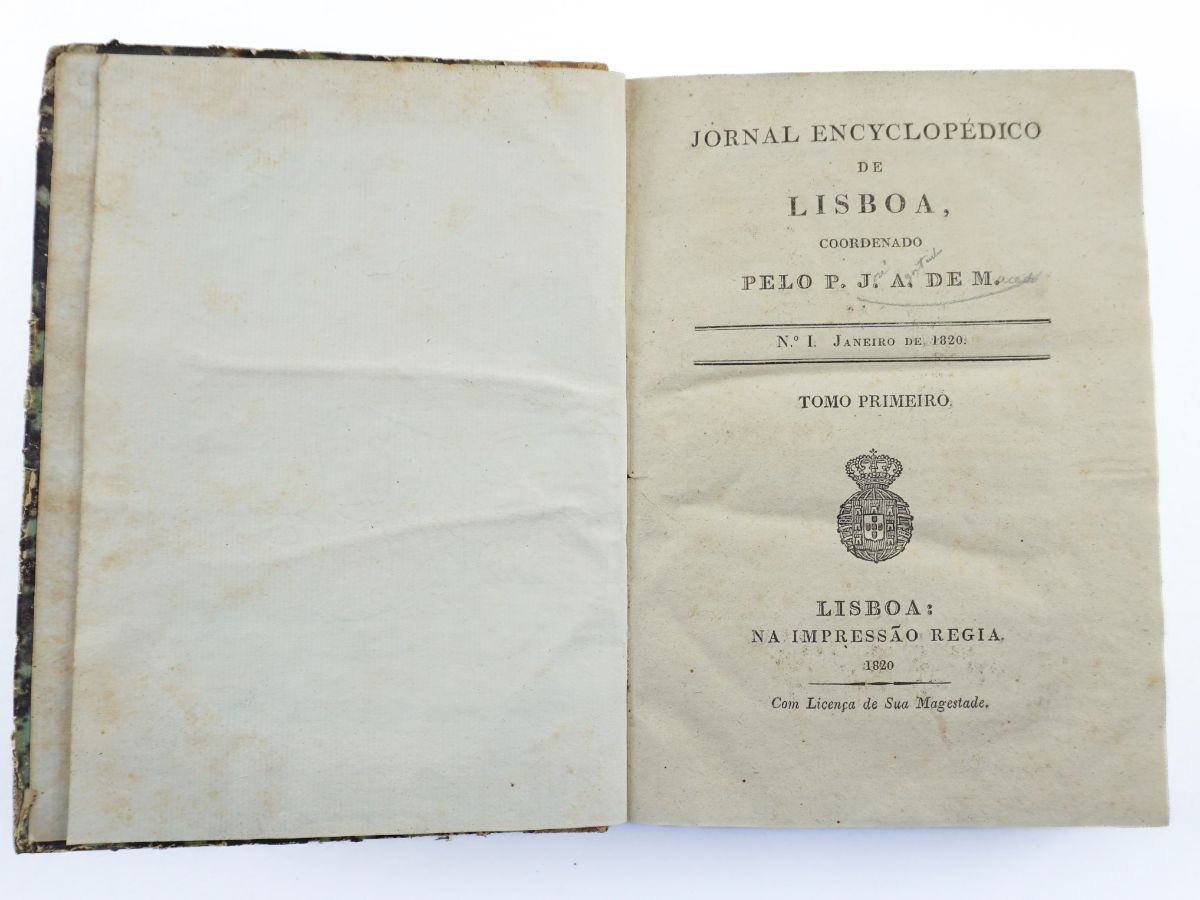 JORNAL ENCYCLOPÉDICO
DE
LISBOA,
COORDENADO
PELO P. J. A. DE M.
N.º I. JANEIRO DE 1820.
TOMO PRIMEIRO.
LISBOA:
NA IMPRESSÃO REGIA.
1820
Com Licença de Sua Magestade.